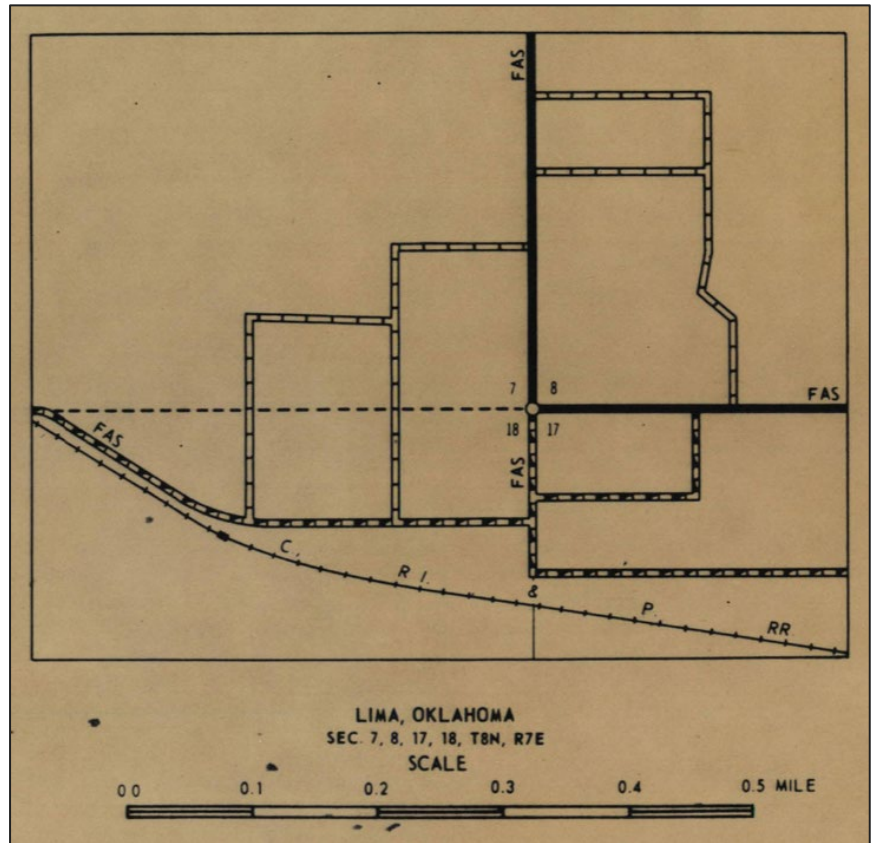 FAS
7 8
FAS
FAS
18 17
FAS
C.
R I.
&
P.
RR.
LIMA, OKLAHOMA
SEC. 7, 8, 17, 18, T8N, R7E
SCALE
0 0 0.1 0.2 0.3 0.4 0.5 MILE